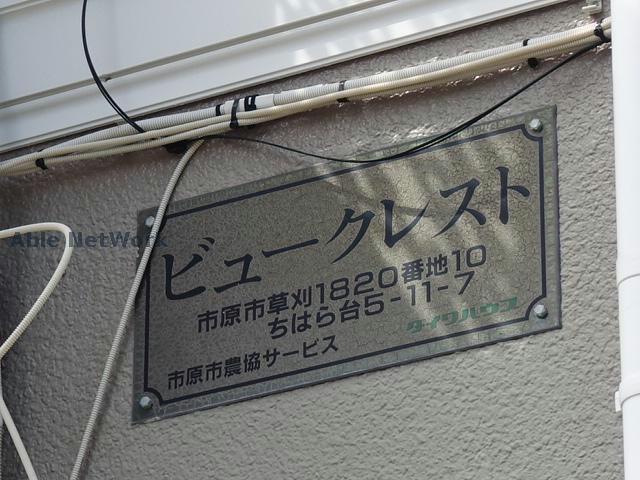 ビュークレスト
市原市草刈1820番地10
ちはら台5-11-7
ダイワハウス
市原市農協サービス
Able NetWork